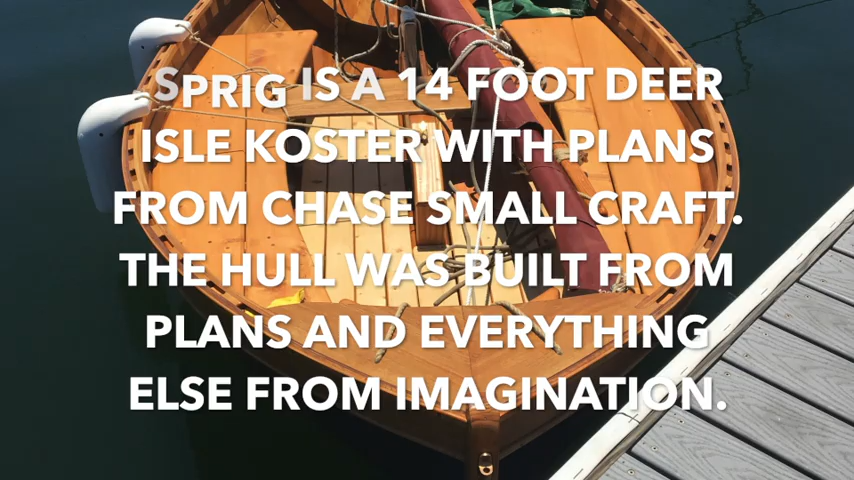 SPRIG IS A 14 FOOT DEER
ISLE KOSTER WITH PLANS
FROM CHASE SMALL CRAFT.
THE HULL WAS BUILT FROM
PLANS AND EVERYTHING
ELSE FROM IMAGINATION.